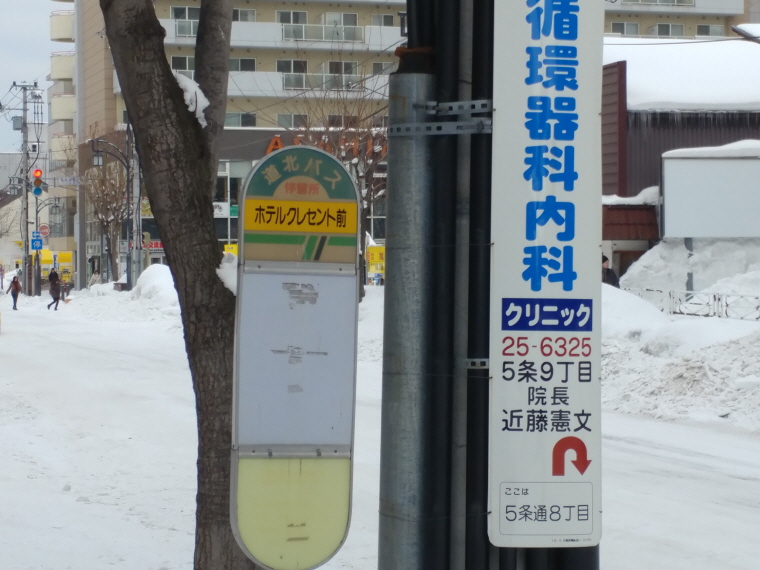 道北バス
停留所
ホテルクレセント前
循環器科内科
クリニック
25-6325
5条9丁目
院長
近藤憲文
ここは
5条通8丁目